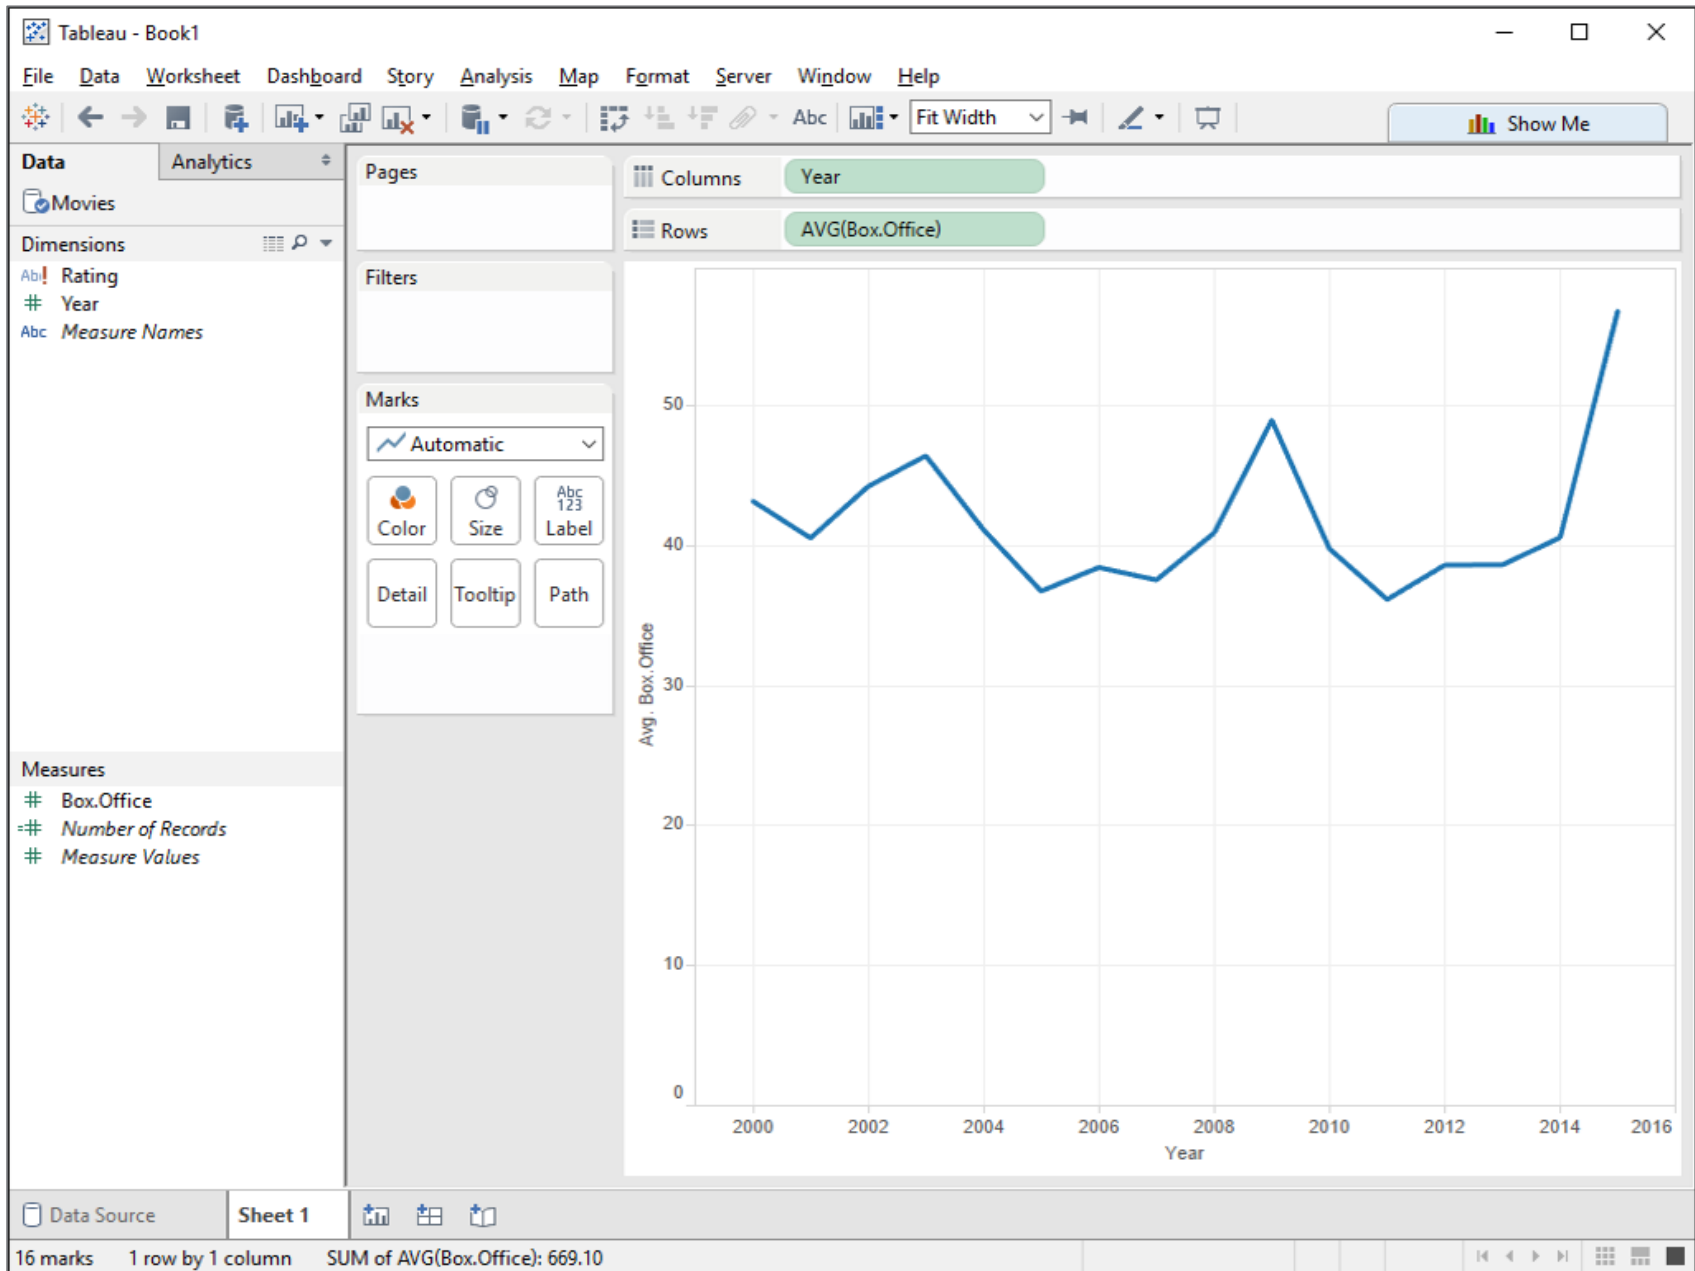 Tableau - Book1
File Data Worksheet Dashboard Story Analysis Map Format Server Window Help
Abc Fit Width Show Me
Data Analytics
Movies
Dimensions
Abc! Rating
# Year
Abc Measure Names
Measures
# Box.Office
=# Number of Records
# Measure Values
Pages
Filters
Marks
Automatic
Color Size Abc 123 Label
Detail Tooltip Path
Columns Year
Rows AVG(Box.Office)
50
40
30
20
10
0
Avg. Box.Office
2000 2002 2004 2006 2008 2010 2012 2014 2016
Year
Data Source Sheet 1
16 marks 1 row by 1 column SUM of AVG(Box.Office): 669.10